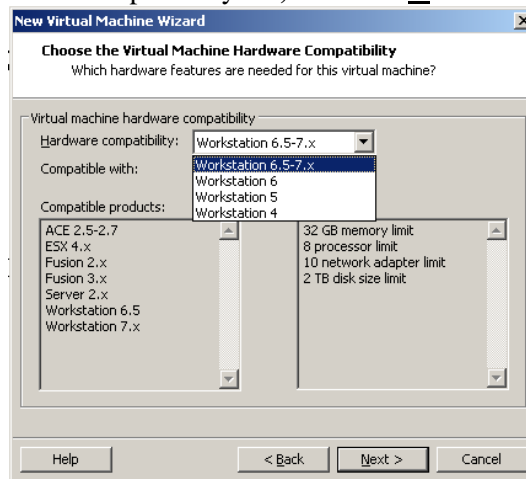 New Virtual Machine Wizard
Choose the Virtual Machine Hardware Compatibility
Which hardware features are needed for this virtual machine?
Virtual machine hardware compatibility
Hardware compatibility: Workstation 6.5-7.x
Workstation 6.5-7.x
Compatible with:
Workstation 6
Workstation 5
Workstation 4
Compatible products:
ACE 2.5-2.7
ESX 4.x
Fusion 2.x
Fusion 3.x
Server 2.x
Workstation 6.5
Workstation 7.x
32 GB memory limit
8 processor limit
10 network adapter limit
2 TB disk size limit
Help
< Back
Next >
Cancel